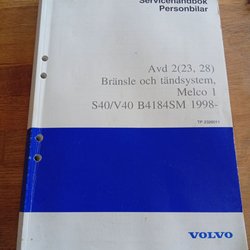 Servicehandbok
Personbilar
Avd 2(23, 28)
Bränsle och tändsystem,
Melco 1
S40/V40 B4184SM 1998-
VOLVO